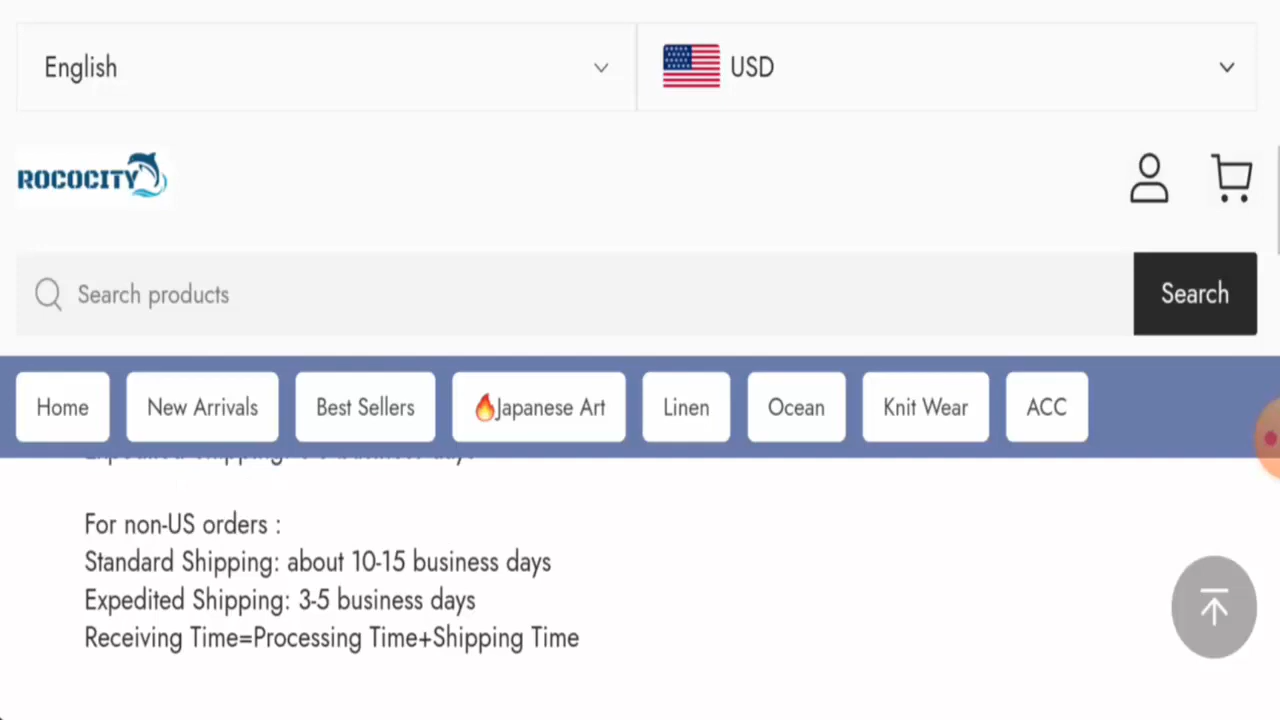 English
USD
ROCOCITY
Search products
Search
Home
New Arrivals
Best Sellers
🔥Japanese Art
Linen
Ocean
Knit Wear
ACC
For non-US orders :
Standard Shipping: about 10-15 business days
Expedited Shipping: 3-5 business days
Receiving Time=Processing Time+Shipping Time